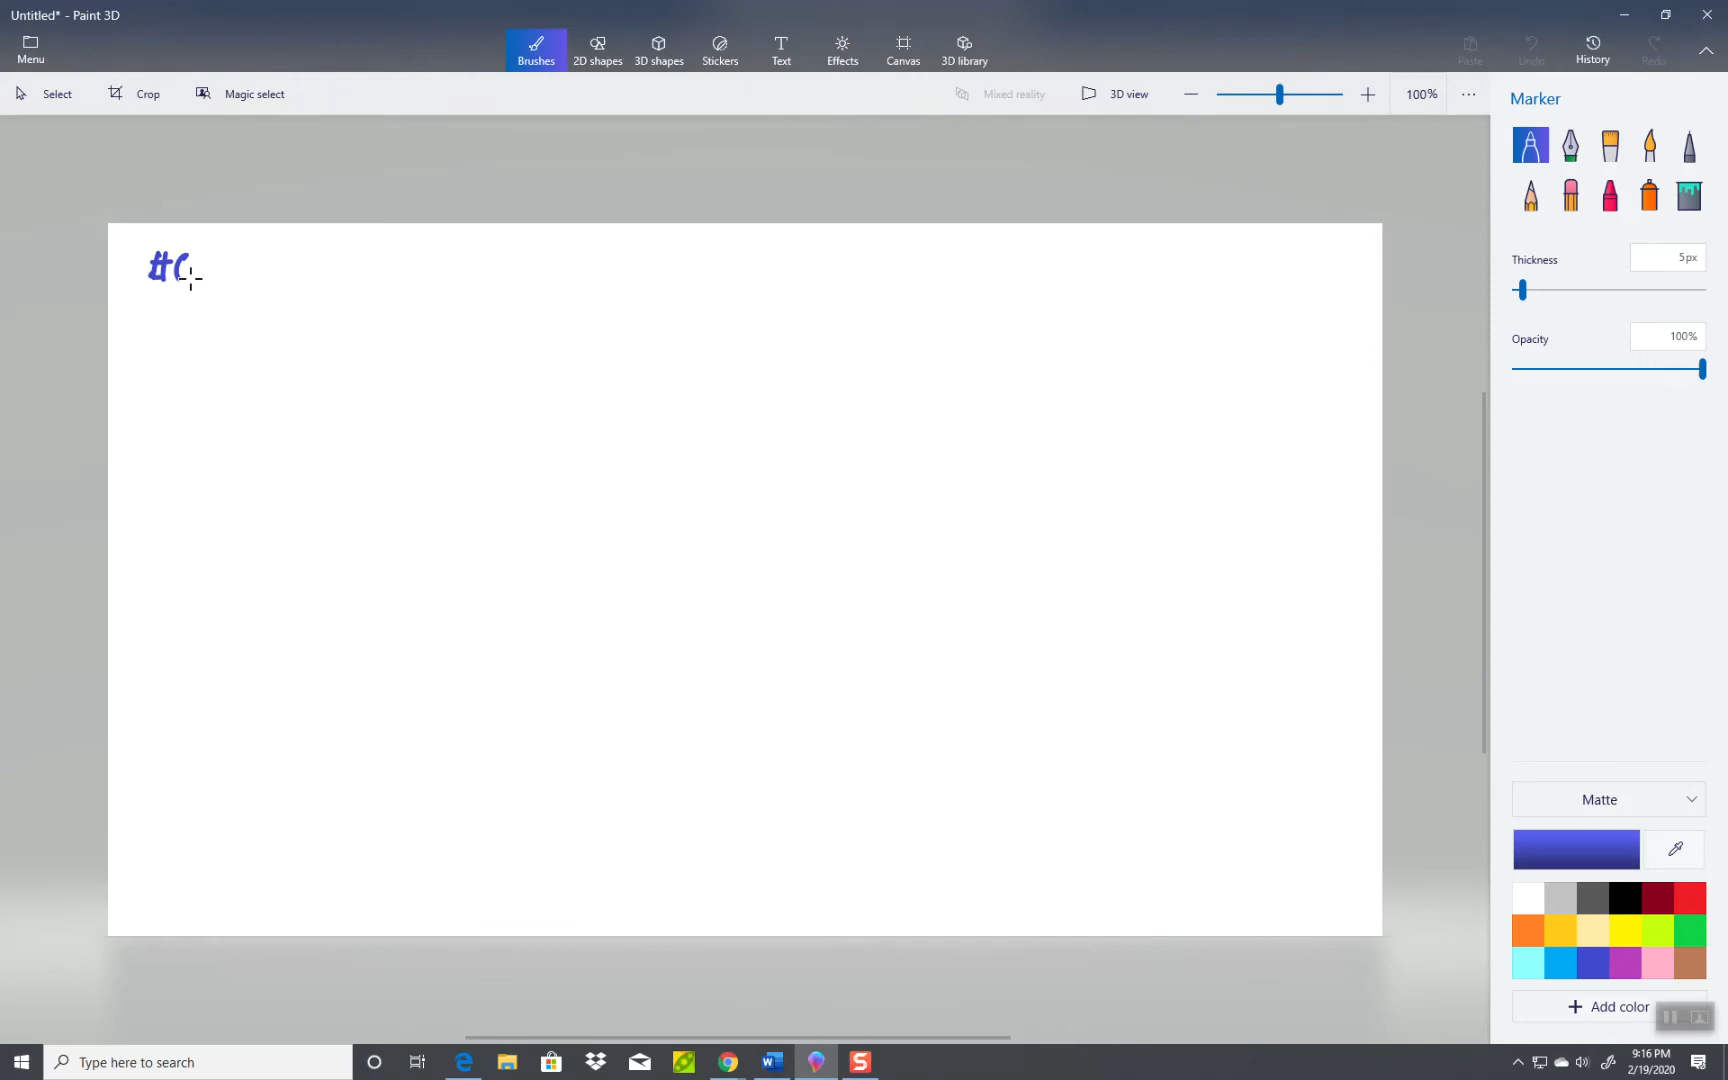 Untitled* - Paint 3D
Menu
Brushes 2D shapes 3D shapes Stickers Text Effects Canvas 3D library
Paste Undo History Redo
Select Crop Magic select Mixed reality 3D view 100% ...
Marker
Thickness 5px
Opacity 100%
#(
Matte
+ Add color
Type here to search
9:16 PM
2/19/2020